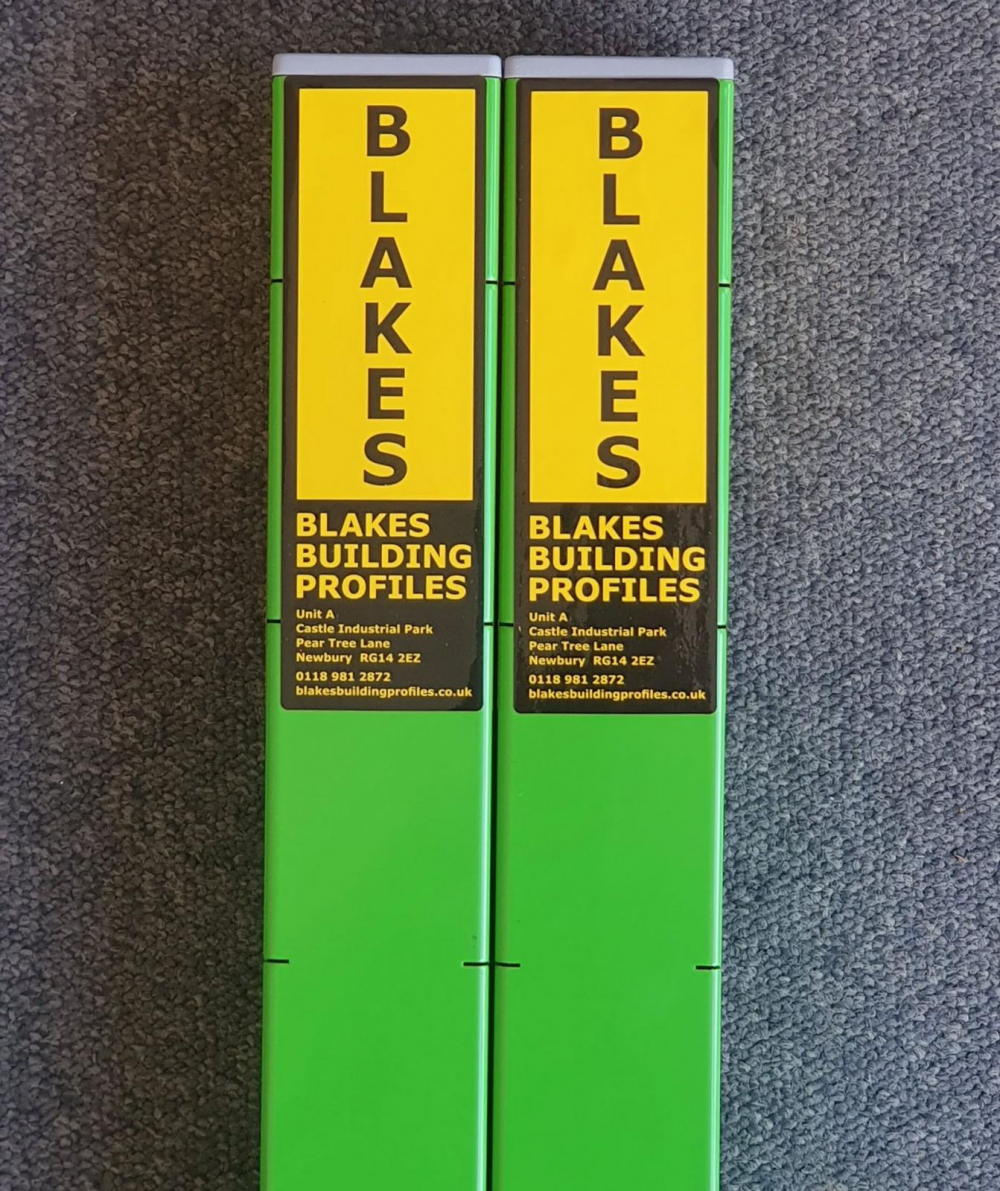 B
L
A
K
E
S
BLAKES
BUILDING
PROFILES
Unit A
Castle Industrial Park
Pear Tree Lane
Newbury RG14 2EZ
0118 981 2872
blakesbuildingprofiles.co.uk
B
L
A
K
E
S
BLAKES
BUILDING
PROFILES
Unit A
Castle Industrial Park
Pear Tree Lane
Newbury RG14 2EZ
0118 981 2872
blakesbuildingprofiles.co.uk